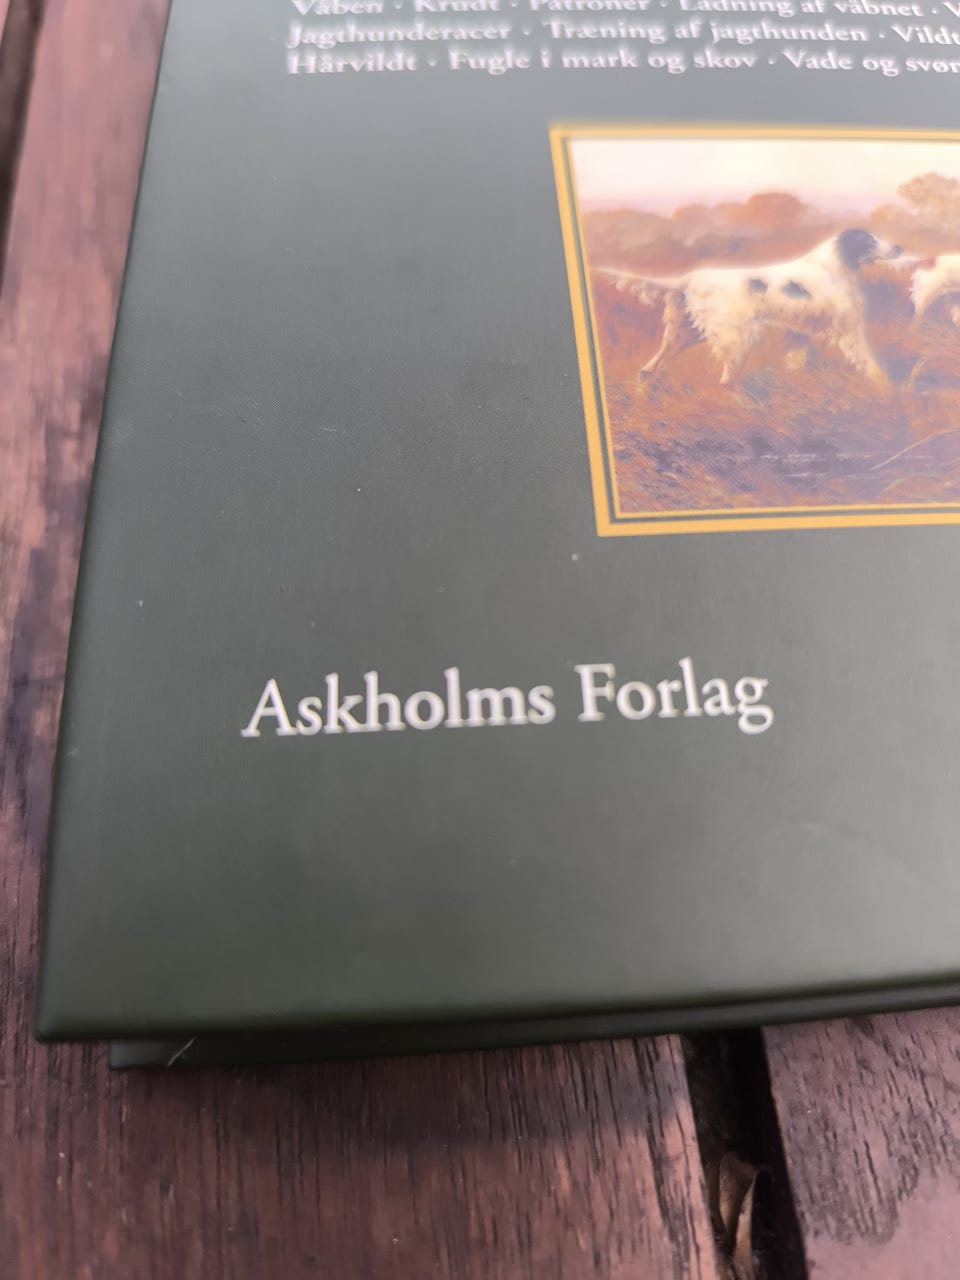 Våben · Krudt · Patroner · Ladning af våbnet ·
Jagthunderacer · Træning af jagthunden ·
Hårvildt · Fugle i mark og skov · Vade og
Askholms Forlag